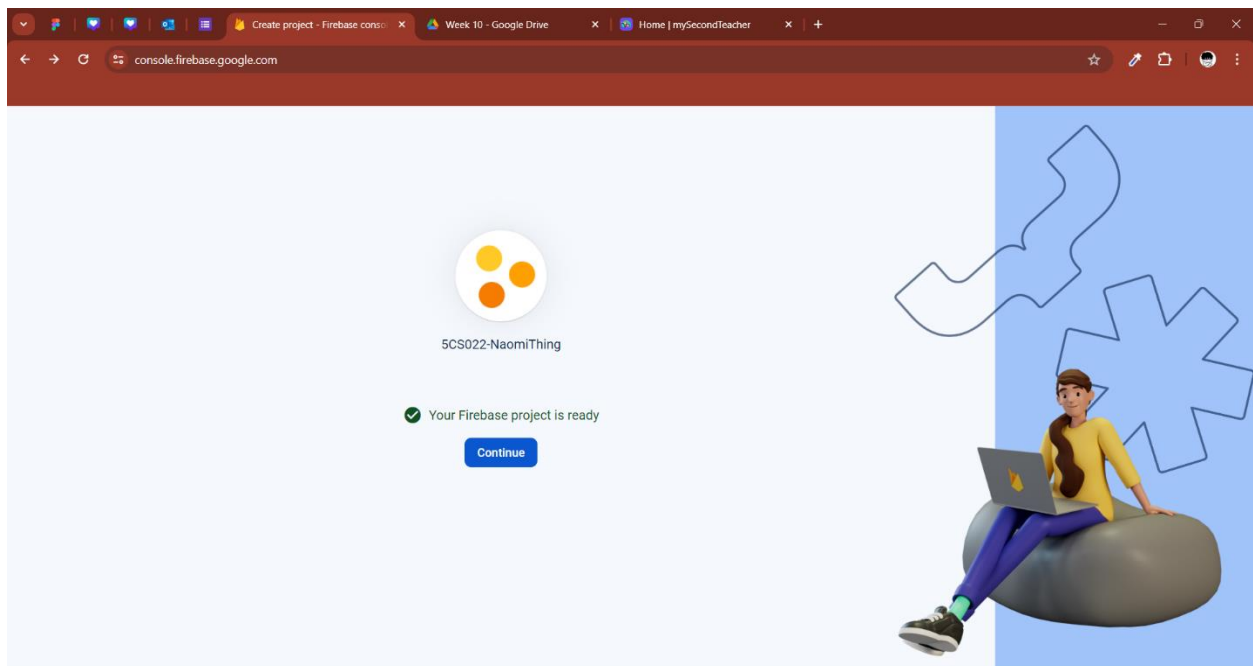 Create project - Firebase conso
Week 10 - Google Drive
Home | mySecondTeacher
console.firebase.google.com
5CS022-NaomiThing
Your Firebase project is ready
Continue